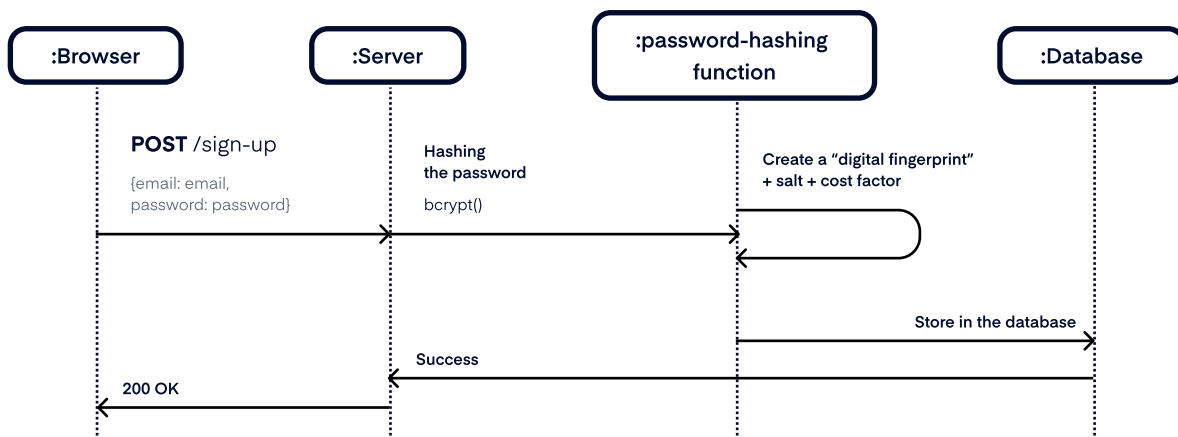 :Browser
:Server
:password-hashing
function
:Database
POST /sign-up
{email: email,
password: password}
Hashing
the password
bcrypt()
Create a “digital fingerprint”
+ salt + cost factor
Store in the database
Success
200 OK